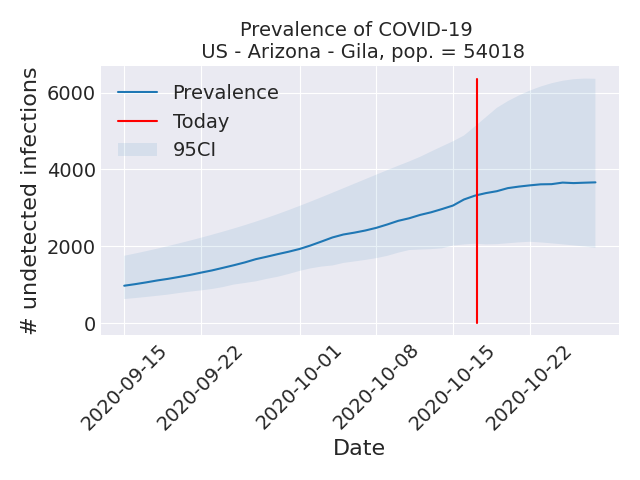 Prevalence of COVID-19
US - Arizona - Gila, pop. = 54018
# undetected infections
6000
4000
2000
0
Prevalence
Today
95CI
2020-09-15
2020-09-22
2020-10-01
2020-10-08
2020-10-15
2020-10-22
Date